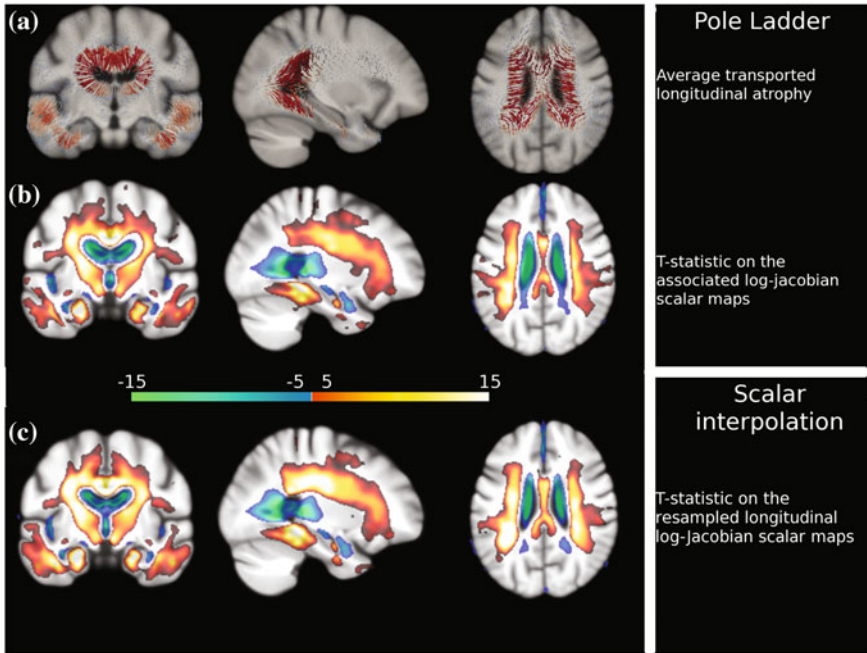 (a)
Pole Ladder
Average transported
longitudinal atrophy
(b)
T-statistic on the
associated log-jacobian
scalar maps
-15 -5 5 15
Scalar
interpolation
(c)
T-statistic on the
resampled longitudinal
log-Jacobian scalar maps